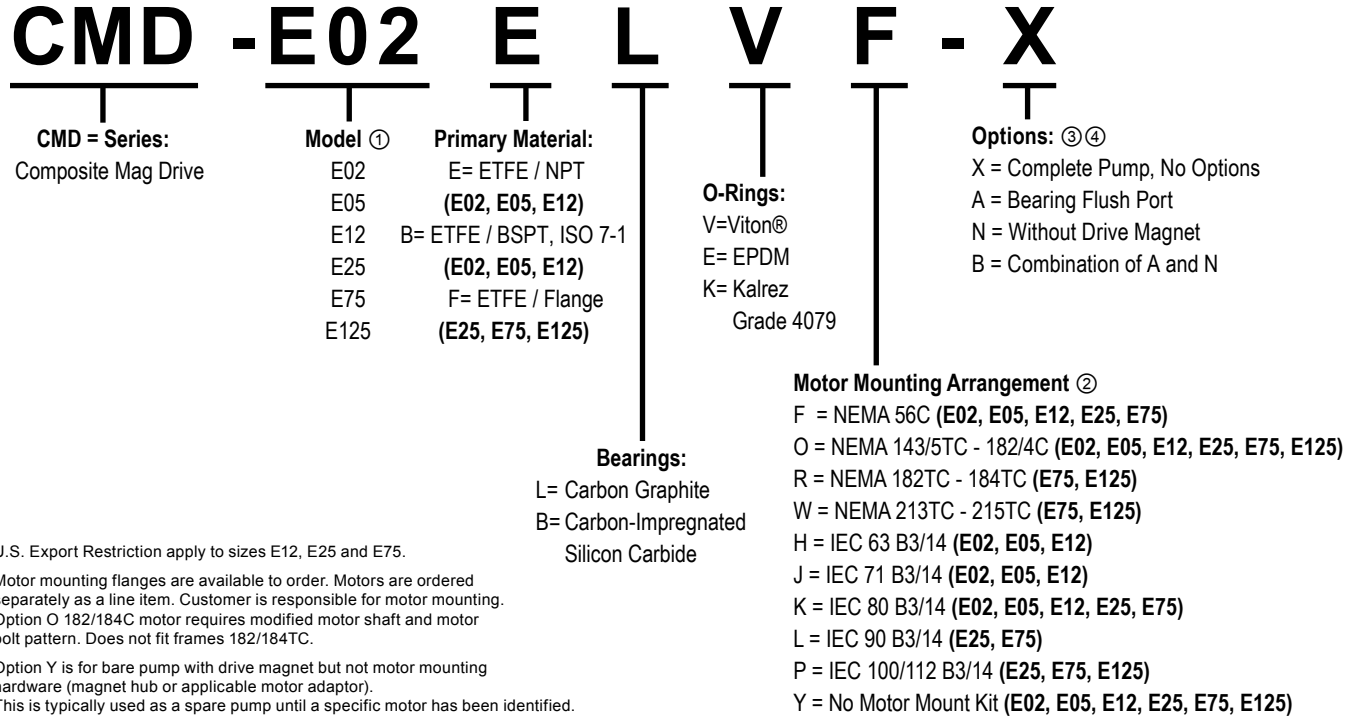 CMD - E02 E L V F - X
CMD = Series:
Composite Mag Drive
Model ①
E02
E05
E12
E25
E75
E125
Primary Material:
E= ETFE / NPT
(E02, E05, E12)
B= ETFE / BSPT, ISO 7-1
(E02, E05, E12)
F= ETFE / Flange
(E25, E75, E125)
Bearings:
L= Carbon Graphite
B= Carbon-Impregnated
Silicon Carbide
O-Rings:
V=Viton®
E= EPDM
K= Kalrez
Grade 4079
Motor Mounting Arrangement ②
F = NEMA 56C (E02, E05, E12, E25, E75)
O = NEMA 143/5TC - 182/4C (E02, E05, E12, E25, E75, E125)
R = NEMA 182TC - 184TC (E75, E125)
W = NEMA 213TC - 215TC (E75, E125)
H = IEC 63 B3/14 (E02, E05, E12)
J = IEC 71 B3/14 (E02, E05, E12)
K = IEC 80 B3/14 (E02, E05, E12, E25, E75)
L = IEC 90 B3/14 (E25, E75)
P = IEC 100/112 B3/14 (E25, E75, E125)
Y = No Motor Mount Kit (E02, E05, E12, E25, E75, E125)
Options: ③④
X = Complete Pump, No Options
A = Bearing Flush Port
N = Without Drive Magnet
B = Combination of A and N
U.S. Export Restriction apply to sizes E12, E25 and E75.
Motor mounting flanges are available to order. Motors are ordered
separately as a line item. Customer is responsible for motor mounting.
Option O 182/184C motor requires modified motor shaft and motor
bolt pattern. Does not fit frames 182/184TC.
Option Y is for bare pump with drive magnet but not motor mounting
hardware (magnet hub or applicable motor adaptor).
This is typically used as a spare pump until a specific motor has been identified.